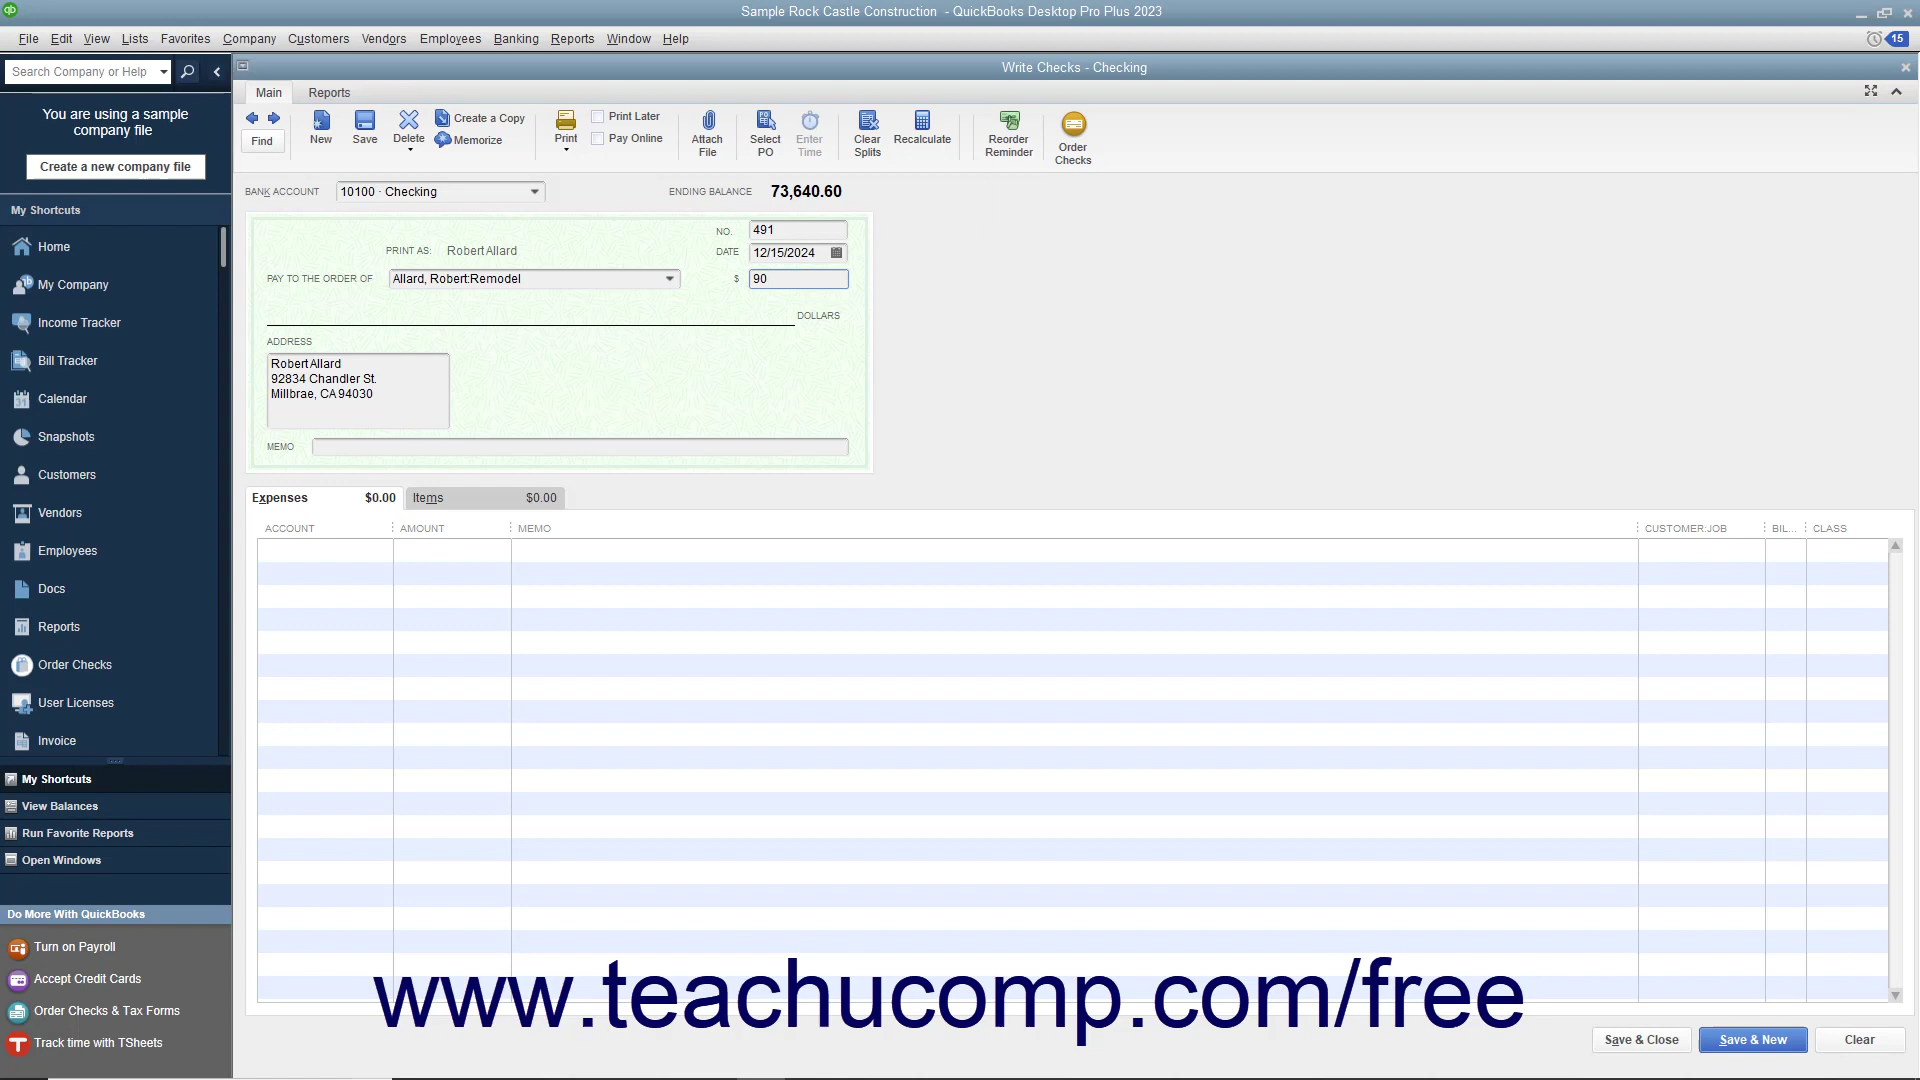 Sample Rock Castle Construction - QuickBooks Desktop Pro Plus 2023
File Edit View Lists Favorites Company Customers Vendors Employees Banking Reports Window Help
15
Search Company or Help
Write Checks - Checking
You are using a sample
company file
Create a new company file
My Shortcuts
Home
My Company
Income Tracker
Bill Tracker
Calendar
Snapshots
Customers
Vendors
Employees
Docs
Reports
Order Checks
User Licenses
Invoice
My Shortcuts
View Balances
Run Favorite Reports
Open Windows
Do More With QuickBooks
Turn on Payroll
Accept Credit Cards
Order Checks & Tax Forms
Track time with TSheets
Main Reports
Find
New
Save
Delete
Create a Copy
Memorize
Print
Print Later
Pay Online
Attach
File
Select
PO
Enter
Time
Clear
Splits
Recalculate
Reorder
Reminder
Order
Checks
BANK ACCOUNT 10100 · Checking
ENDING BALANCE 73,640.60
NO. 491
PRINT AS: Robert Allard
DATE 12/15/2024
PAY TO THE ORDER OF Allard, Robert:Remodel
$ 90
DOLLARS
ADDRESS
Robert Allard
92834 Chandler St.
Millbrae, CA 94030
MEMO
Expenses $0.00 Items $0.00
ACCOUNT AMOUNT MEMO CUSTOMER:JOB BIL... CLASS
www.teachucomp.com/free
Save & Close Save & New Clear